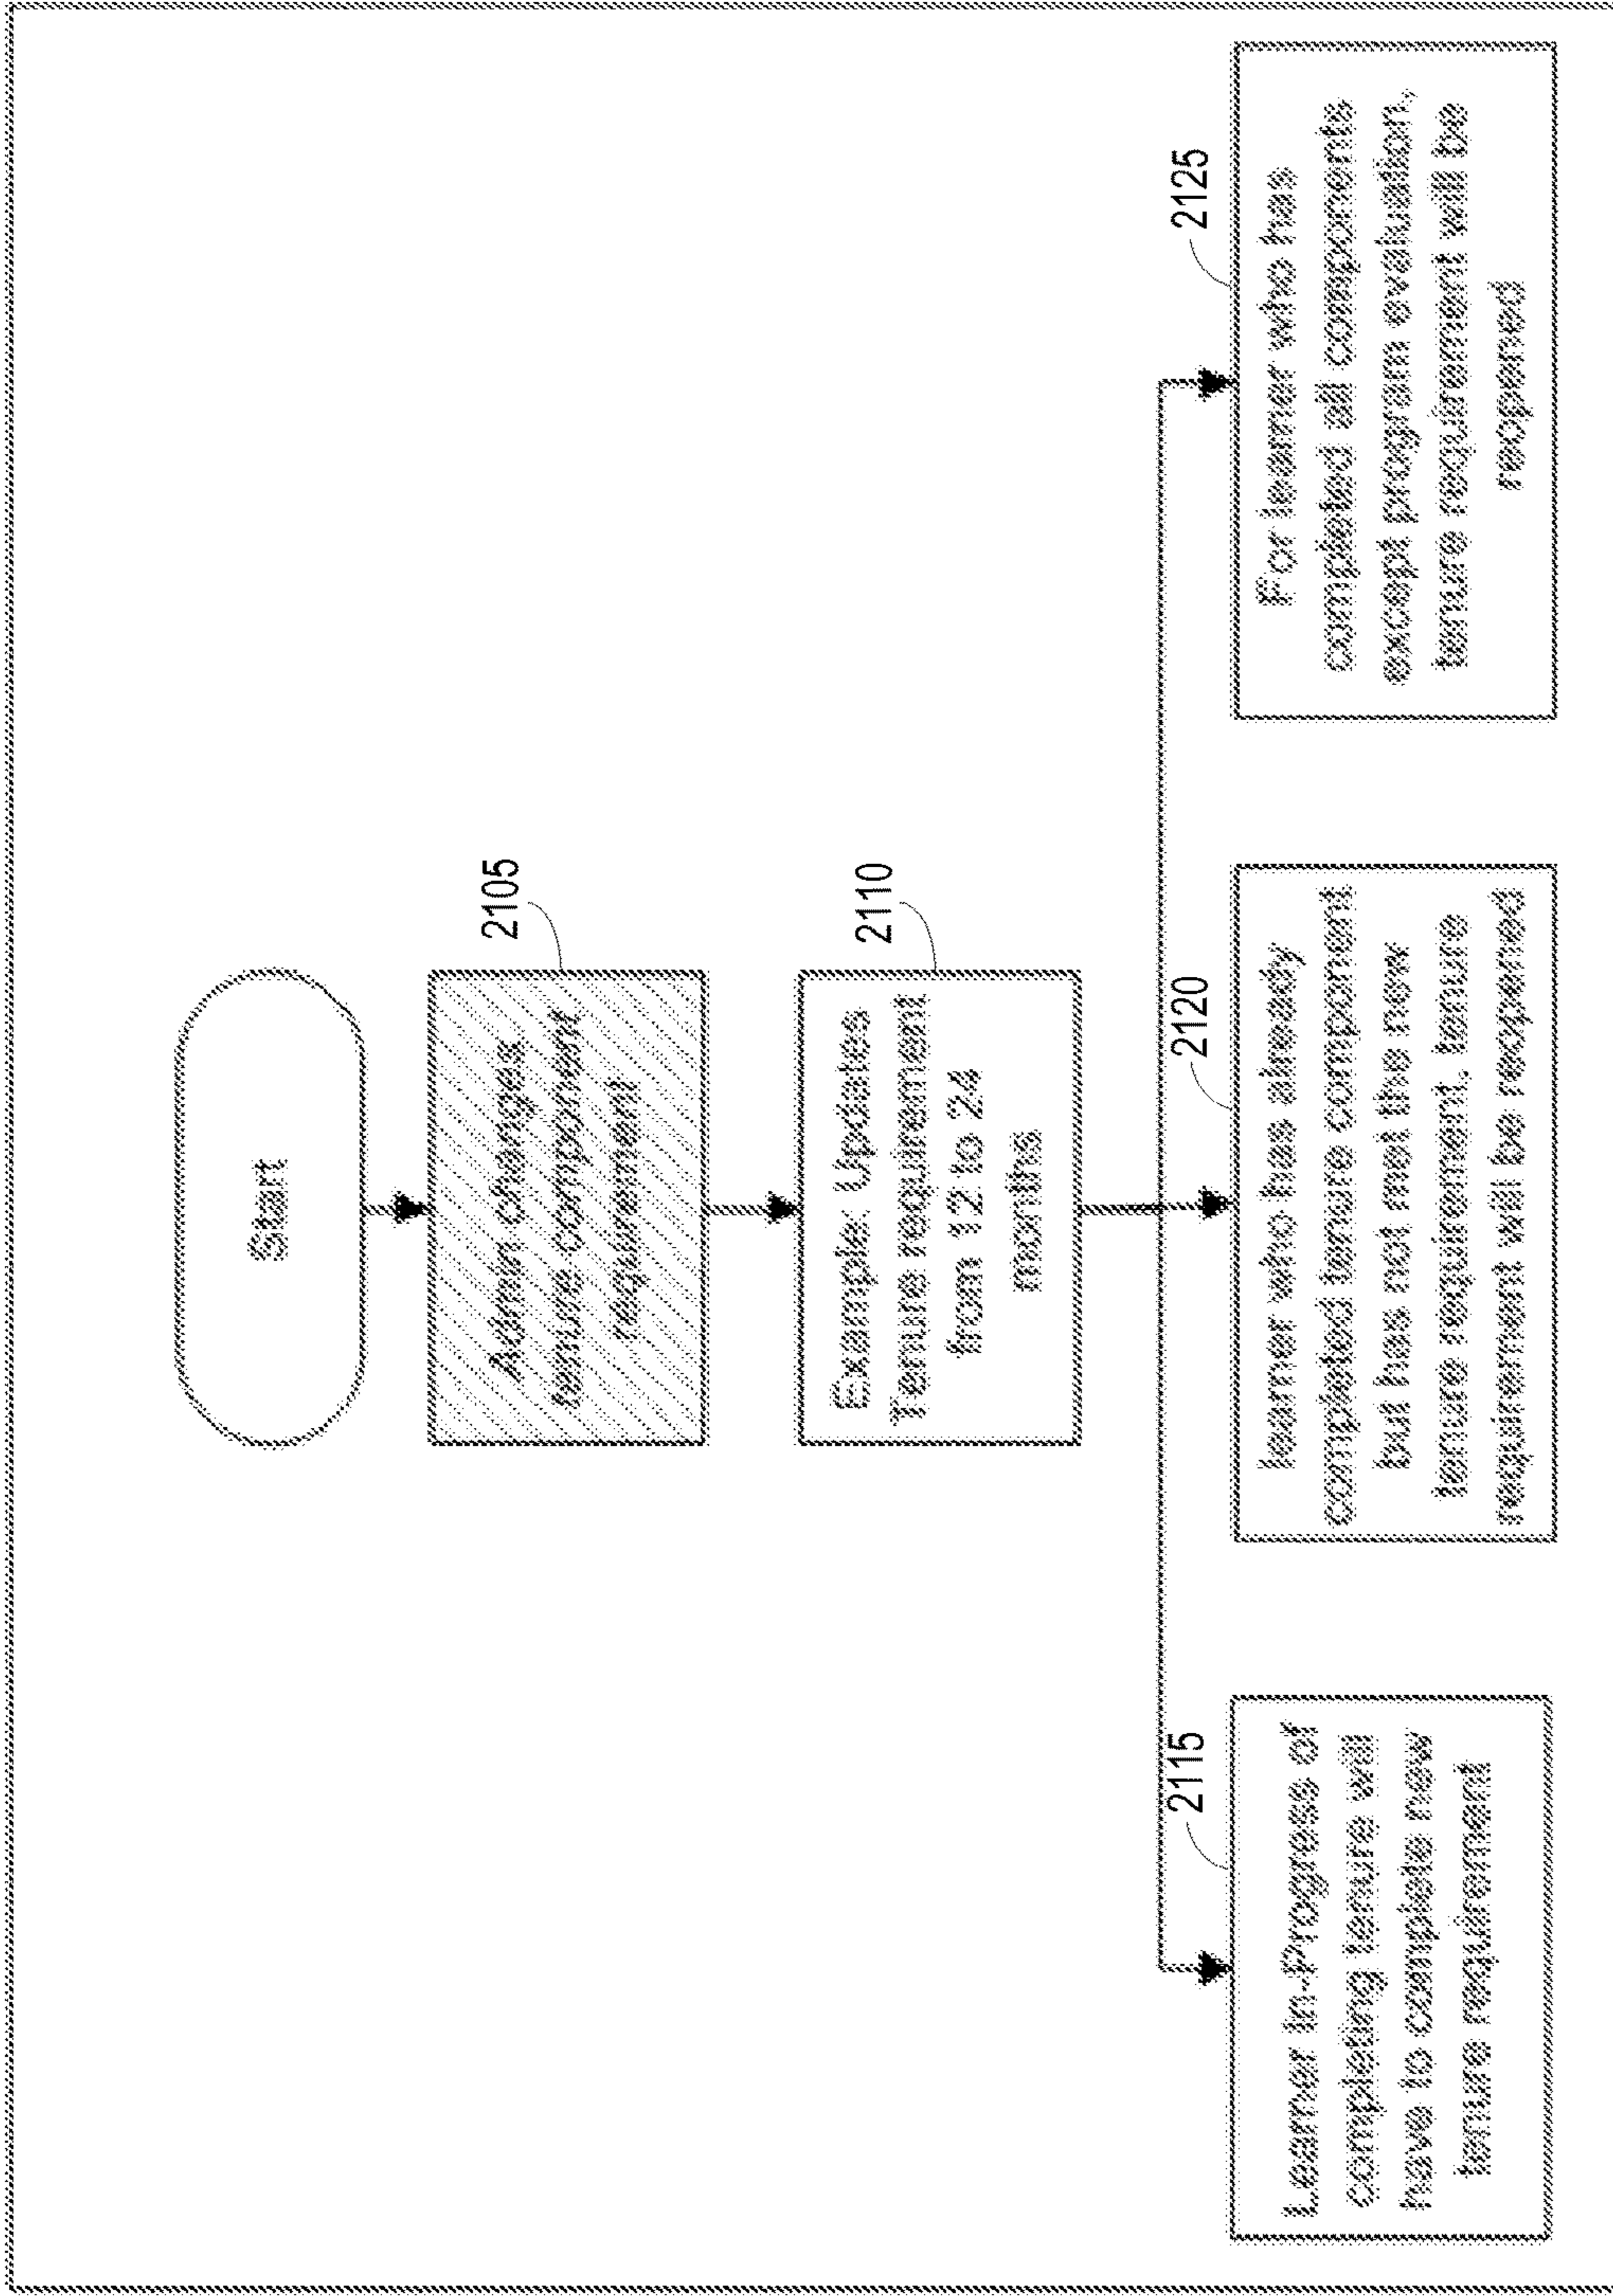 Start
2105
Admin changes
tenure component
requirement
2110
Example: Updates
Tenure requirement
from 12 to 24
months
2115
Learner In-Progress of
completing tenure will
have to complete new
tenure requirement
2120
learner who has already
completed tenure component
but has not met the new
tenure requirement, tenure
requirement will be reopened
2125
For learner who has
completed all components
except program evaluation,
tenure requirement will be
reopened